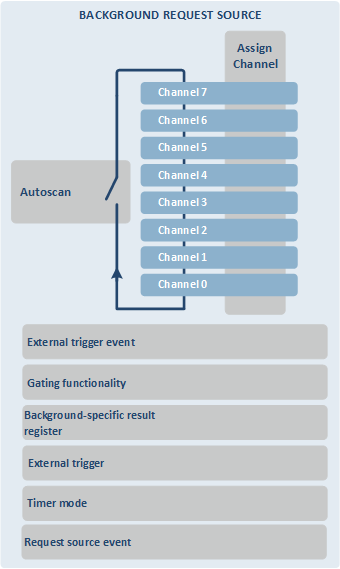 BACKGROUND REQUEST SOURCE
Assign
Channel
Channel 7
Channel 6
Channel 5
Channel 4
Autoscan
Channel 3
Channel 2
Channel 1
Channel 0
External trigger event
Gating functionality
Background-specific result
register
External trigger
Timer mode
Request source event